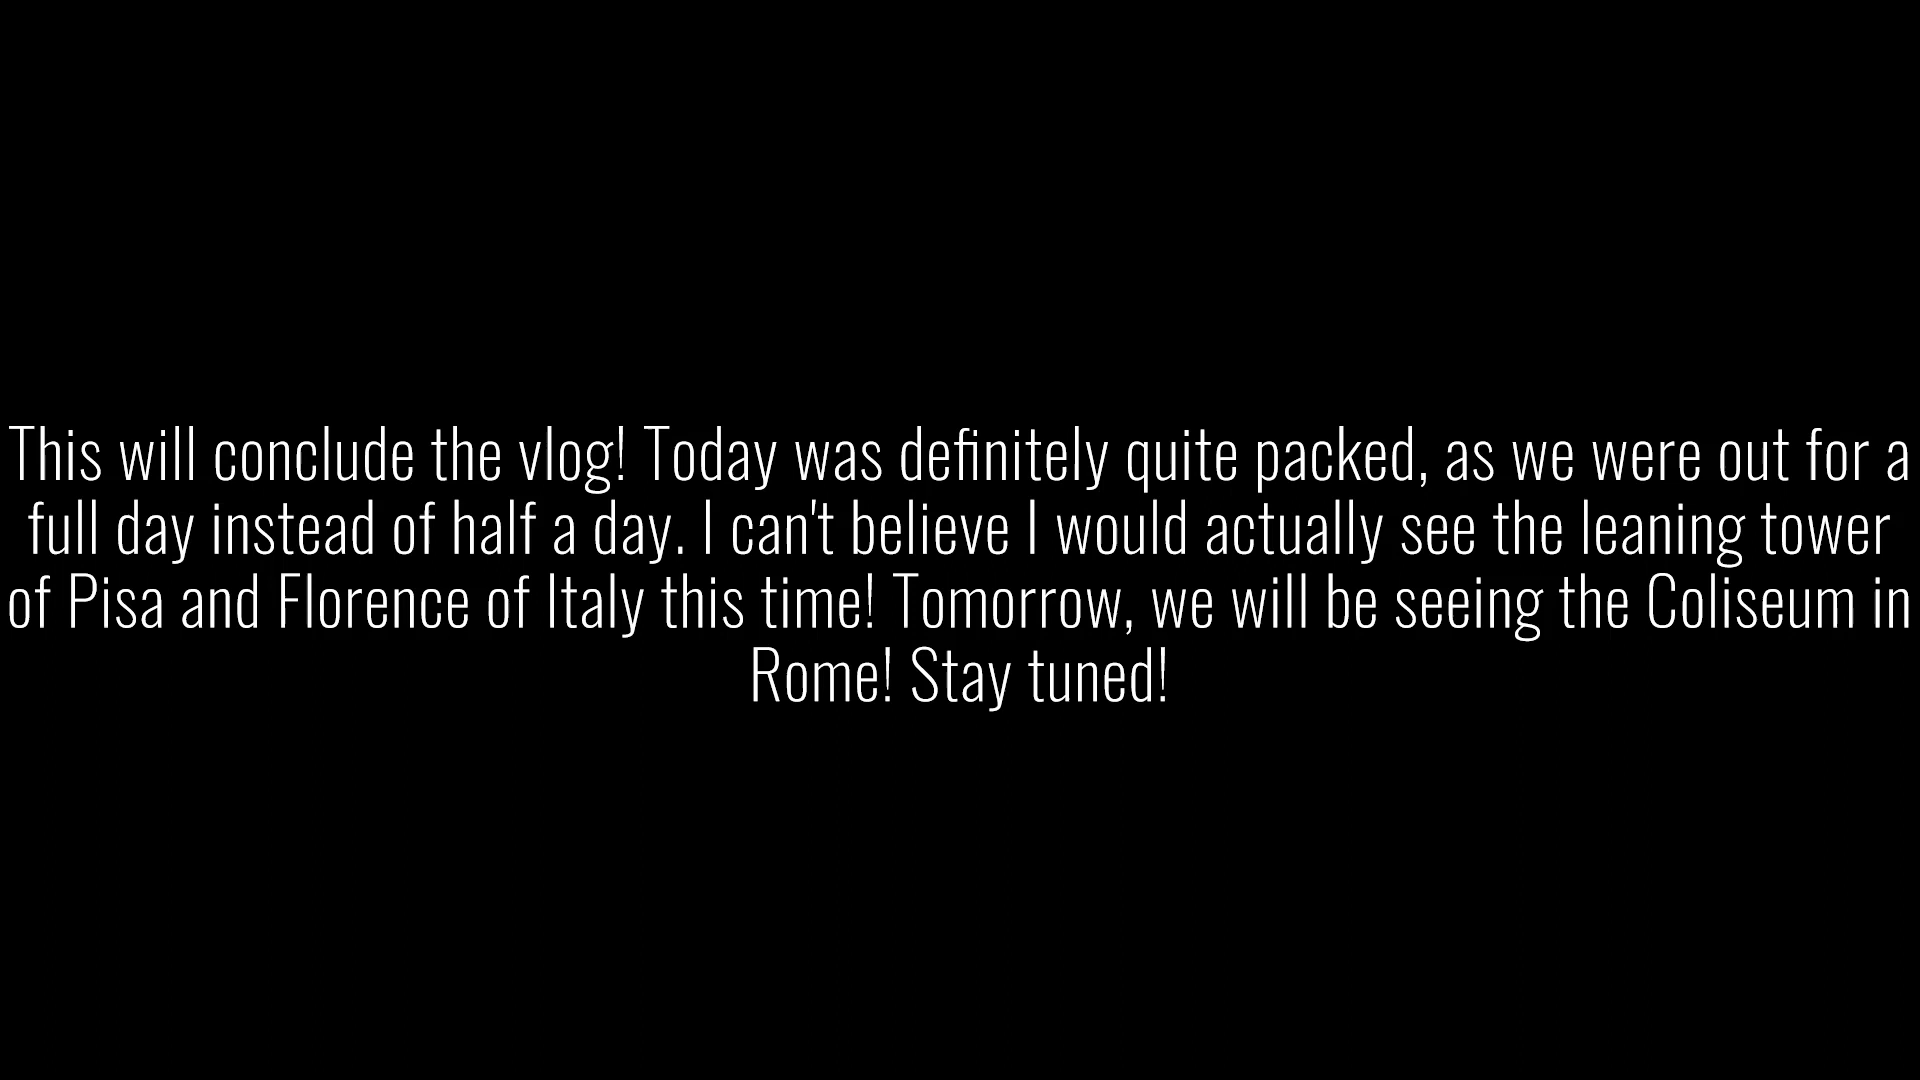 This will conclude the vlog! Today was definitely quite packed, as we were out for a
full day instead of half a day. I can't believe I would actually see the leaning tower
of Pisa and Florence of Italy this time! Tomorrow, we will be seeing the Coliseum in
Rome! Stay tuned!